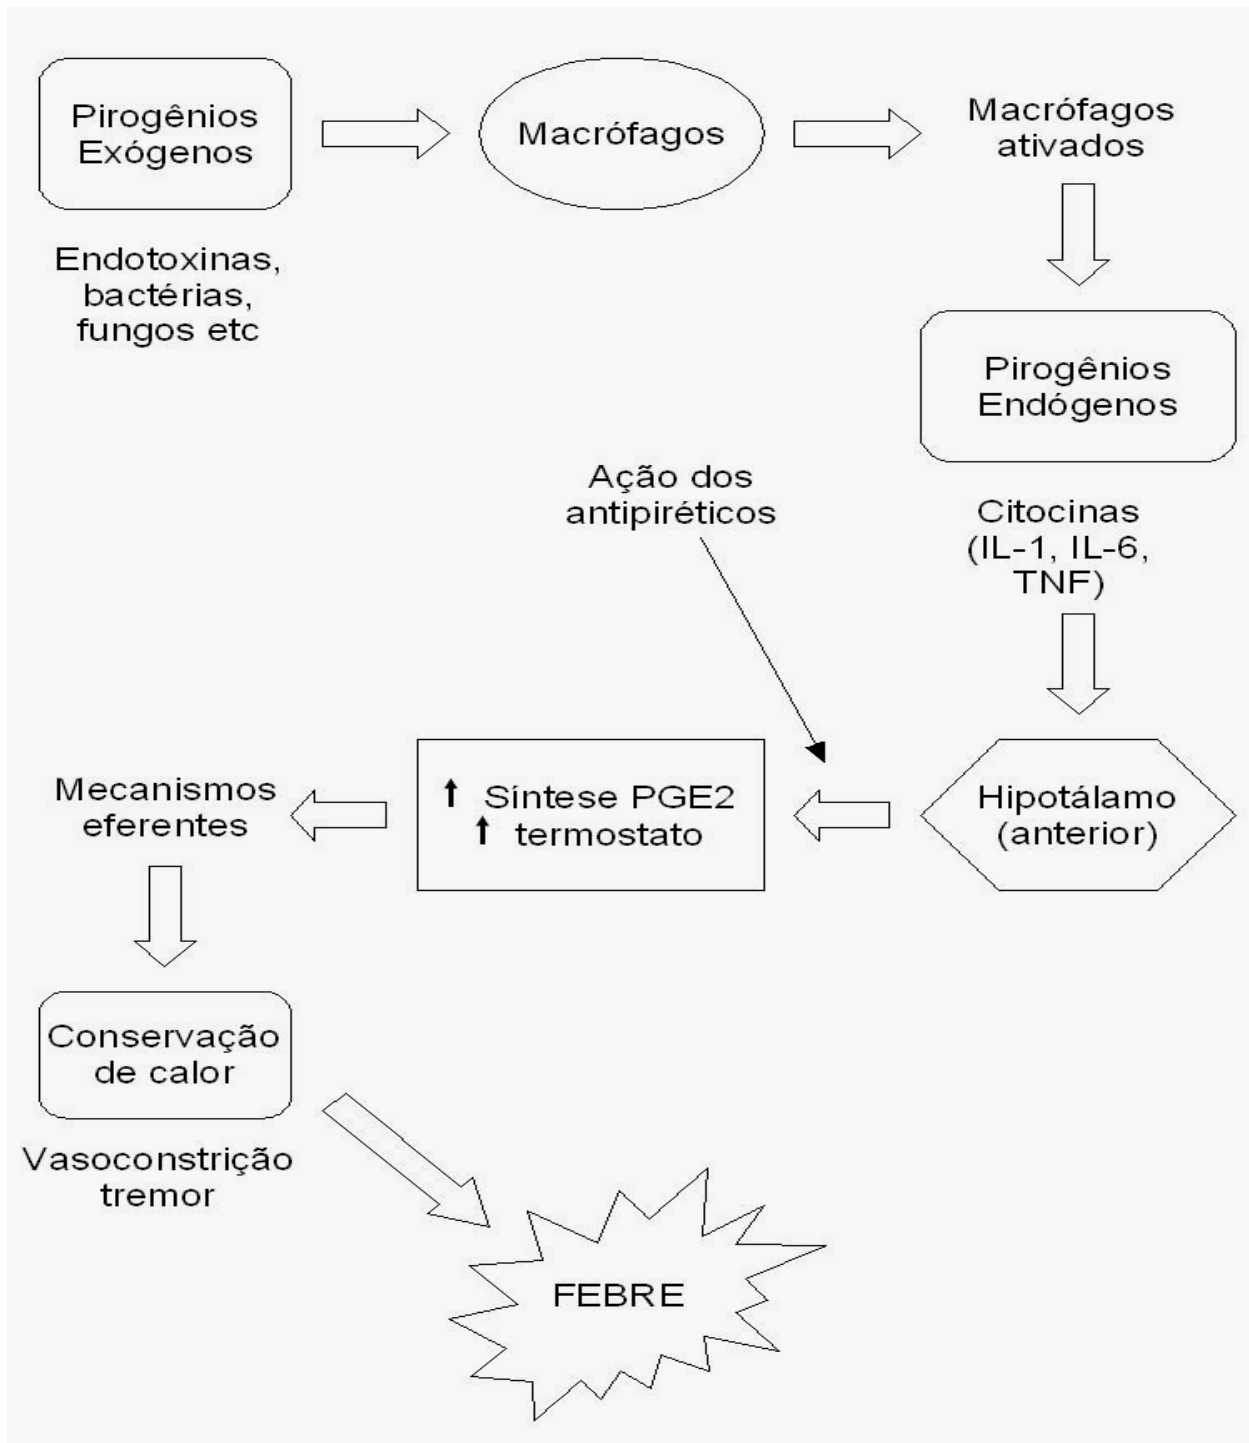 Pirogênios
Exógenos
Macrófagos
Macrófagos
ativados
Endotoxinas,
bactérias,
fungos etc
Pirogênios
Endógenos
Citocinas
(IL-1, IL-6,
TNF)
Ação dos
antipiréticos
Hipotálamo
(anterior)
↑ Síntese PGE2
↑ termostato
Mecanismos
eferentes
Conservação
de calor
Vasoconstrição
tremor
FEBRE